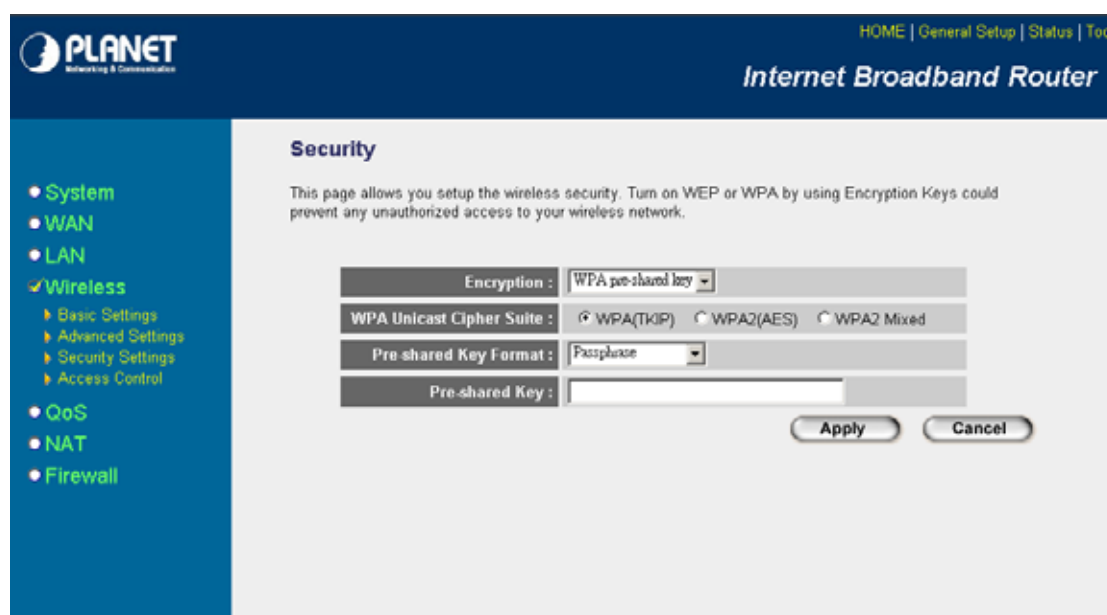 PLANET
Networking & Communication
HOME | General Setup | Status |
Internet Broadband Router
System
WAN
LAN
Wireless
Basic Settings
Advanced Settings
Security Settings
Access Control
QoS
NAT
Firewall
Security
This page allows you setup the wireless security. Turn on WEP or WPA by using Encryption Keys could
prevent any unauthorized access to your wireless network.
Encryption : WPA pre-shared key
WPA Unicast Cipher Suite : WPA(TKIP) WPA2(AES) WPA2 Mixed
Pre-shared Key Format : Passphrase
Pre-shared Key :
Apply Cancel